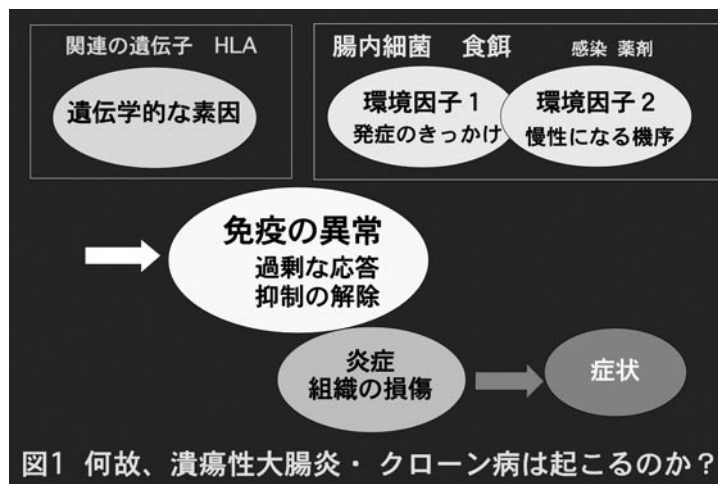 関連の遺伝子 HLA
遺伝学的な素因
腸内細菌 食餌 感染 薬剤
環境因子1
発症のきっかけ
環境因子2
慢性になる機序
免疫の異常
過剰な応答
抑制の解除
炎症
組織の損傷
症状
図1 何故、潰瘍性大腸炎・ クローン病は起こるのか？